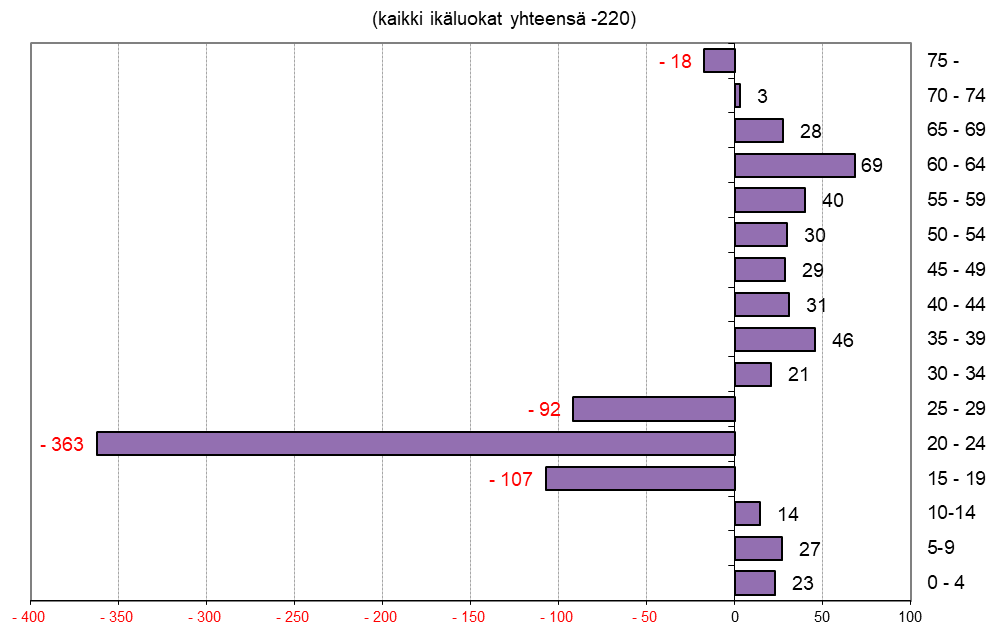 (kaikki ikäluokat yhteensä -220)
- 18 75 -
3 70 - 74
28 65 - 69
69 60 - 64
40 55 - 59
30 50 - 54
29 45 - 49
31 40 - 44
46 35 - 39
21 30 - 34
- 92 25 - 29
- 363 20 - 24
- 107 15 - 19
14 10-14
27 5-9
23 0 - 4
- 400 - 350 - 300 - 250 - 200 - 150 - 100 - 50 0 50 100